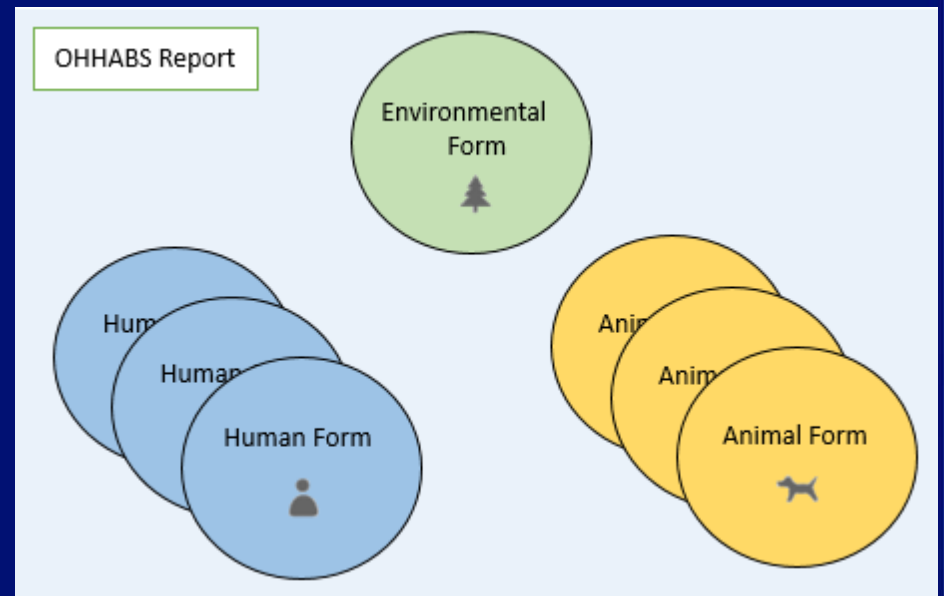 OHHABS Report
Environmental
Form
Human Form
Animal Form